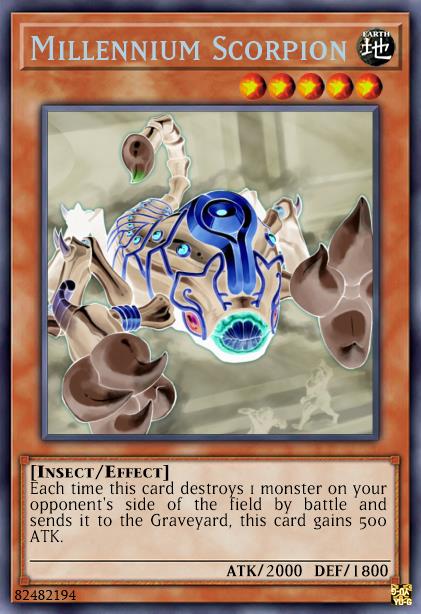 Millennium Scorpion
EARTH
地
[Insect/Effect]
Each time this card destroys 1 monster on your
opponent's side of the field by battle and
sends it to the Graveyard, this card gains 500
ATK.
ATK/2000 DEF/1800
82482194